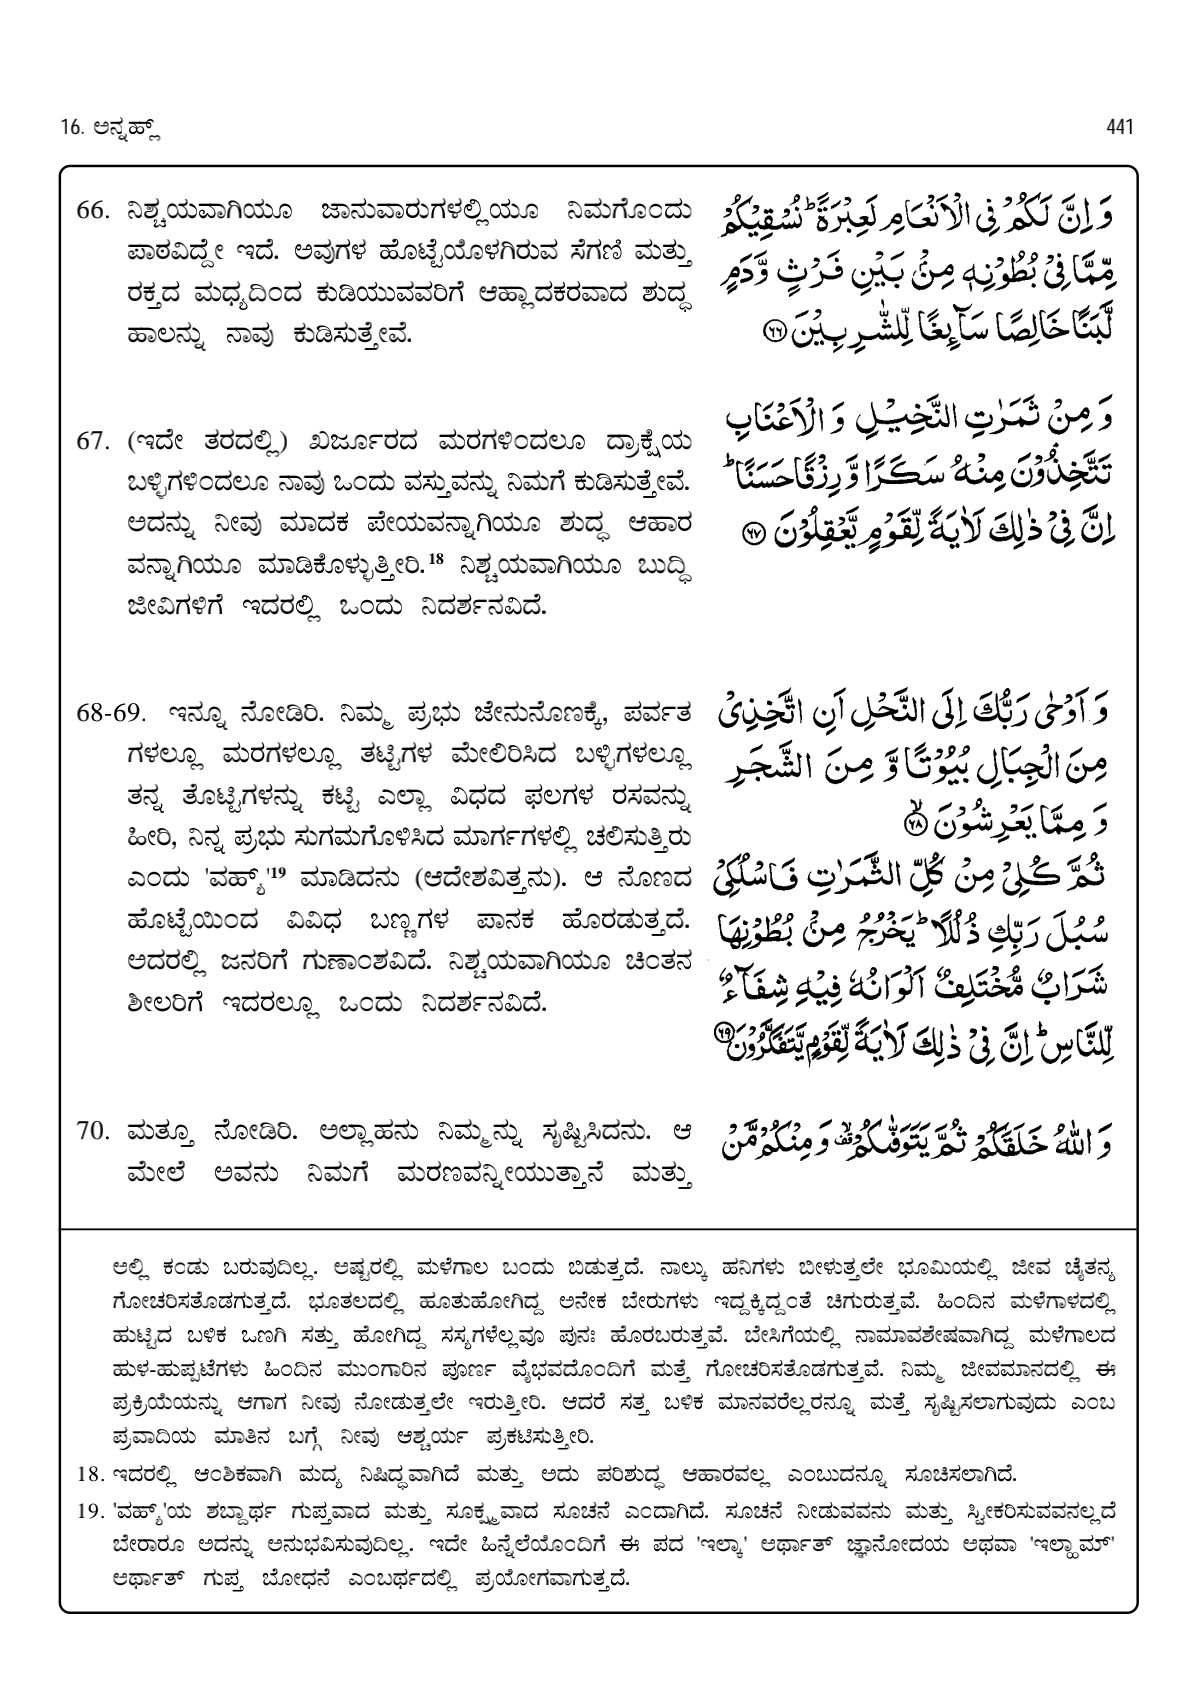 16. ಅನ್ನಹ್ಲ್
441
66. ನಿಶ್ಚಯವಾಗಿಯೂ ಜಾನುವಾರುಗಳಲ್ಲಿಯೂ ನಿಮಗೊಂದು
ಪಾಠವಿದ್ದೇ ಇದೆ. ಅವುಗಳ ಹೊಟ್ಟೆಯೊಳಗಿರುವ ಸೆಗಣಿ ಮತ್ತು
ರಕ್ತದ ಮಧ್ಯದಿಂದ ಕುಡಿಯುವವರಿಗೆ ಆಹ್ಲಾದಕರವಾದ ಶುದ್ಧ
ಹಾಲನ್ನು ನಾವು ಕುಡಿಸುತ್ತೇವೆ.
وَ اِنَّ لَكُمْ فِی الْاَنْعَامِ لَعِبْرَةً ؕ نُسْقِیْكُمْ
مِّمَّا فِیْ بُطُوْنِهٖ مِنْۢ بَیْنِ فَرْثٍ وَّ دَمٍ
لَّبَنًا خَالِصًا سَآىِٕغًا لِّلشّٰرِبِیْنَ ﴿۶۶﴾
67. (ಇದೇ ತರದಲ್ಲಿ) ಖರ್ಜೂರದ ಮರಗಳಿಂದಲೂ ದ್ರಾಕ್ಷೆಯ
ಬಳ್ಳಿಗಳಿಂದಲೂ ನಾವು ಒಂದು ವಸ್ತುವನ್ನು ನಿಮಗೆ ಕುಡಿಸುತ್ತೇವೆ.
ಅದನ್ನು ನೀವು ಮಾದಕ ಪೇಯವನ್ನಾಗಿಯೂ ಶುದ್ಧ ಆಹಾರ
ವನ್ನಾಗಿಯೂ ಮಾಡಿಕೊಳ್ಳುತ್ತೀರಿ.18 ನಿಶ್ಚಯವಾಗಿಯೂ ಬುದ್ಧಿ
ಜೀವಿಗಳಿಗೆ ಇದರಲ್ಲಿ ಒಂದು ನಿದರ್ಶನವಿದೆ.
وَ مِنْ ثَمَرٰتِ النَّخِیْلِ وَ الْاَعْنَابِ
تَتَّخِذُوْنَ مِنْهُ سَكَرًا وَّ رِزْقًا حَسَنًا ؕ
اِنَّ فِیْ ذٰلِكَ لَاٰیَةً لِّقَوْمٍ یَّعْقِلُوْنَ ﴿۶۷﴾
68-69. ಇನ್ನೂ ನೋಡಿರಿ. ನಿಮ್ಮ ಪ್ರಭು ಜೇನುನೊಣಕ್ಕೆ, ಪರ್ವತ
ಗಳಲ್ಲೂ ಮರಗಳಲ್ಲೂ ತಟ್ಟಿಗಳ ಮೇಲಿರಿಸಿದ ಬಳ್ಳಿಗಳಲ್ಲೂ
ತನ್ನ ತೊಟ್ಟಿಗಳನ್ನು ಕಟ್ಟಿ ಎಲ್ಲಾ ವಿಧದ ಫಲಗಳ ರಸವನ್ನು
ಹೀರಿ, ನಿನ್ನ ಪ್ರಭು ಸುಗಮಗೊಳಿಸಿದ ಮಾರ್ಗಗಳಲ್ಲಿ ಚಲಿಸುತ್ತಿರು
ಎಂದು 'ವಹ್ಯ್'19 ಮಾಡಿದನು (ಆದೇಶವಿತ್ತನು). ಆ ನೊಣದ
ಹೊಟ್ಟೆಯಿಂದ ವಿವಿಧ ಬಣ್ಣಗಳ ಪಾನಕ ಹೊರಡುತ್ತದೆ.
ಅದರಲ್ಲಿ ಜನರಿಗೆ ಗುಣಾಂಶವಿದೆ. ನಿಶ್ಚಯವಾಗಿಯೂ ಚಿಂತನ
ಶೀಲರಿಗೆ ಇದರಲ್ಲೂ ಒಂದು ನಿದರ್ಶನವಿದೆ.
وَ اَوْحٰی رَبُّكَ اِلَی النَّحْلِ اَنِ اتَّخِذِیْ
مِنَ الْجِبَالِ بُیُوْتًا وَّ مِنَ الشَّجَرِ
وَ مِمَّا یَعْرِشُوْنَ ﴿ۙ۶۸﴾
ثُمَّ كُلِیْ مِنْ كُلِّ الثَّمَرٰتِ فَاسْلُكِیْ
سُبُلَ رَبِّكِ ذُلُلًا ؕ یَخْرُجُ مِنْۢ بُطُوْنِهَا
شَرَابٌ مُّخْتَلِفٌ اَلْوَانُهٗ فِیْهِ شِفَآءٌ
لِّلنَّاسِ ؕ اِنَّ فِیْ ذٰلِكَ لَاٰیَةً لِّقَوْمٍ یَّتَفَكَّرُوْنَ ﴿۶۹﴾
70. ಮತ್ತೂ ನೋಡಿರಿ. ಅಲ್ಲಾಹನು ನಿಮ್ಮನ್ನು ಸೃಷ್ಟಿಸಿದನು. ಆ
ಮೇಲೆ ಅವನು ನಿಮಗೆ ಮರಣವನ್ನೀಯುತ್ತಾನೆ ಮತ್ತು
وَ اللّٰهُ خَلَقَكُمْ ثُمَّ یَتَوَفّٰىكُمْ ۙ۫ وَ مِنْكُمْ مَّنْ
ಅಲ್ಲಿ ಕಂಡು ಬರುವುದಿಲ್ಲ. ಅಷ್ಟರಲ್ಲಿ ಮಳೆಗಾಲ ಬಂದು ಬಿಡುತ್ತದೆ. ನಾಲ್ಕು ಹನಿಗಳು ಬೀಳುತ್ತಲೇ ಭೂಮಿಯಲ್ಲಿ ಜೀವ ಚೈತನ್ಯ
ಗೋಚರಿಸತೊಡಗುತ್ತದೆ. ಭೂತಲದಲ್ಲಿ ಹೂತುಹೋಗಿದ್ದ ಅನೇಕ ಬೇರುಗಳು ಇದ್ದಕ್ಕಿದ್ದಂತೆ ಚಿಗುರುತ್ತವೆ. ಹಿಂದಿನ ಮಳೆಗಾಳದಲ್ಲಿ
ಹುಟ್ಟಿದ ಬಳಿಕ ಒಣಗಿ ಸತ್ತು ಹೋಗಿದ್ದ ಸಸ್ಯಗಳೆಲ್ಲವೂ ಪುನಃ ಹೊರಬರುತ್ತವೆ. ಬೇಸಿಗೆಯಲ್ಲಿ ನಾಮಾವಶೇಷವಾಗಿದ್ದ ಮಳೆಗಾಲದ
ಹುಳ-ಹುಪ್ಪಟೆಗಳು ಹಿಂದಿನ ಮುಂಗಾರಿನ ಪೂರ್ಣ ವೈಭವದೊಂದಿಗೆ ಮತ್ತೆ ಗೋಚರಿಸತೊಡಗುತ್ತವೆ. ನಿಮ್ಮ ಜೀವಮಾನದಲ್ಲಿ ಈ
ಪ್ರಕ್ರಿಯೆಯನ್ನು ಆಗಾಗ ನೀವು ನೋಡುತ್ತಲೇ ಇರುತ್ತೀರಿ. ಆದರೆ ಸತ್ತ ಬಳಿಕ ಮಾನವರೆಲ್ಲರನ್ನೂ ಮತ್ತೆ ಸೃಷ್ಟಿಸಲಾಗುವುದು ಎಂಬ
ಪ್ರವಾದಿಯ ಮಾತಿನ ಬಗ್ಗೆ ನೀವು ಆಶ್ಚರ್ಯ ಪ್ರಕಟಿಸುತ್ತೀರಿ.
18. ಇದರಲ್ಲಿ ಆಂಶಿಕವಾಗಿ ಮದ್ಯ ನಿಷಿದ್ಧವಾಗಿದೆ ಮತ್ತು ಅದು ಪರಿಶುದ್ಧ ಆಹಾರವಲ್ಲ ಎಂಬುದನ್ನೂ ಸೂಚಿಸಲಾಗಿದೆ.
19. 'ವಹ್ಯ್'ಯ ಶಬ್ದಾರ್ಥ ಗುಪ್ತವಾದ ಮತ್ತು ಸೂಕ್ಷ್ಮವಾದ ಸೂಚನೆ ಎಂದಾಗಿದೆ. ಸೂಚನೆ ನೀಡುವವನು ಮತ್ತು ಸ್ವೀಕರಿಸುವವನಲ್ಲದೆ
ಬೇರಾರೂ ಅದನ್ನು ಅನುಭವಿಸುವುದಿಲ್ಲ. ಇದೇ ಹಿನ್ನೆಲೆಯೊಂದಿಗೆ ಈ ಪದ 'ಇಲ್ಕಾ' ಅರ್ಥಾತ್ ಜ್ಞಾನೋದಯ ಅಥವಾ 'ಇಲ್ಹಾಮ್'
ಅರ್ಥಾತ್ ಗುಪ್ತ ಬೋಧನೆ ಎಂಬರ್ಥದಲ್ಲಿ ಪ್ರಯೋಗವಾಗುತ್ತದೆ.